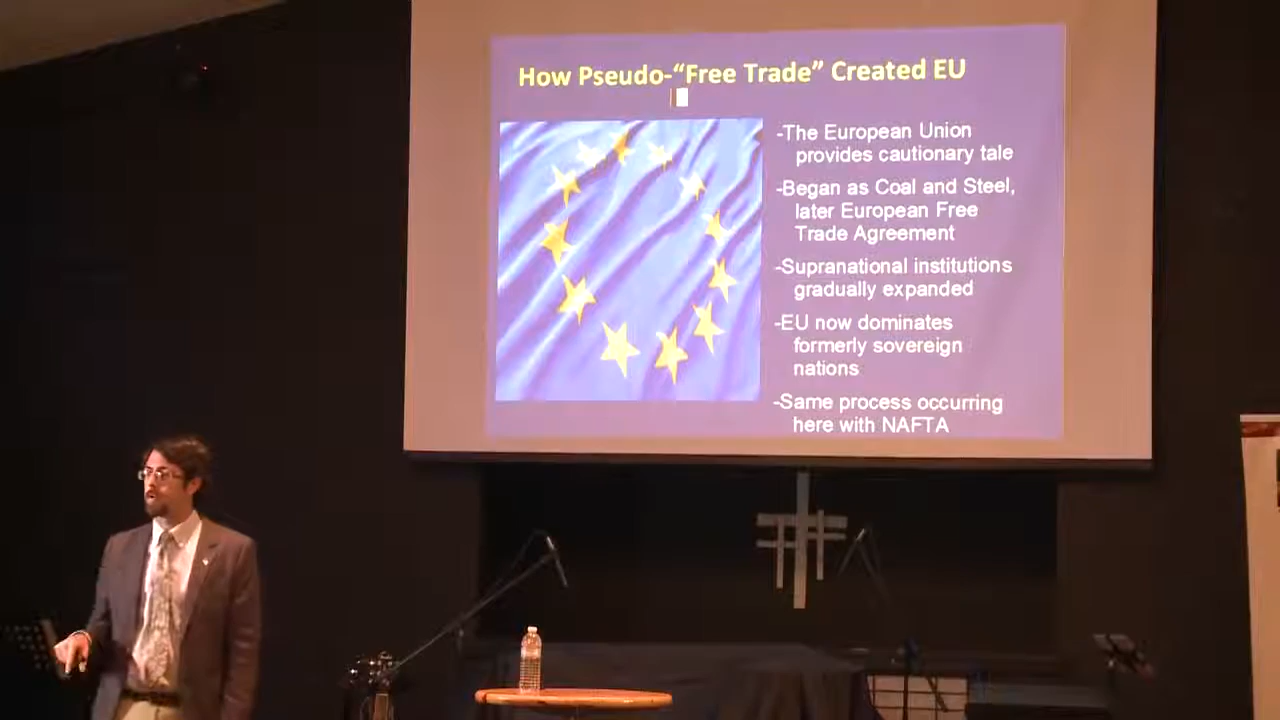 How Pseudo-“Free Trade” Created EU
-The European Union
provides cautionary tale
-Began as Coal and Steel,
later European Free
Trade Agreement
-Supranational institutions
gradually expanded
-EU now dominates
formerly sovereign
nations
-Same process occurring
here with NAFTA